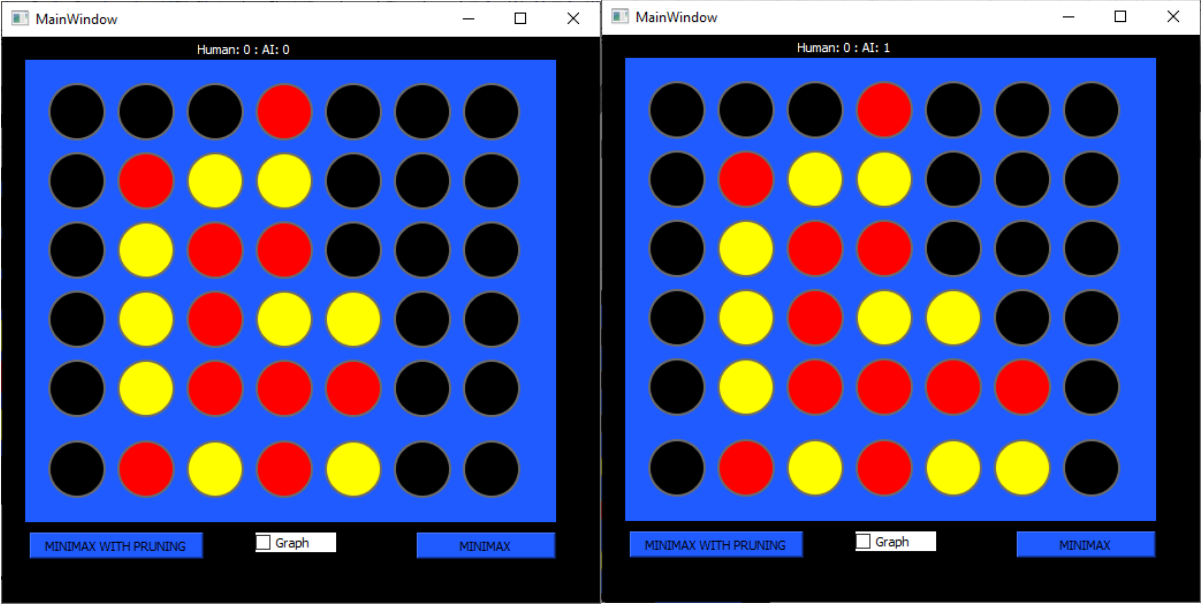 MainWindow
Human: 0 : AI: 0
MINIMAX WITH PRUNING
Graph
MINIMAX
MainWindow
Human: 0 : AI: 1
MINIMAX WITH PRUNING
Graph
MINIMAX